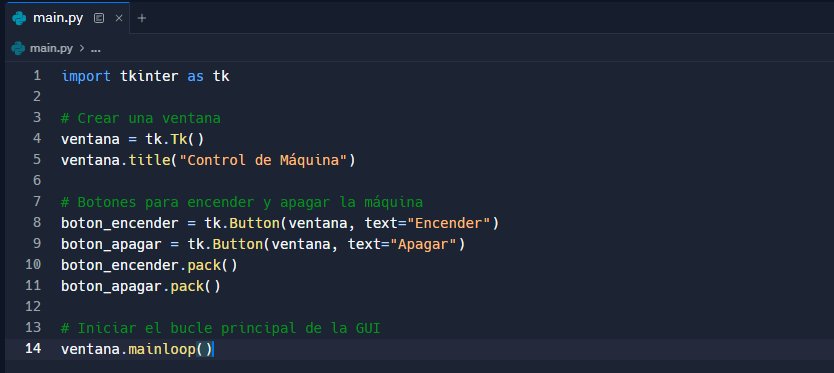 main.py
main.py > ...
1 import tkinter as tk
2
3 # Crear una ventana
4 ventana = tk.Tk()
5 ventana.title("Control de Máquina")
6
7 # Botones para encender y apagar la máquina
8 boton_encender = tk.Button(ventana, text="Encender")
9 boton_apagar = tk.Button(ventana, text="Apagar")
10 boton_encender.pack()
11 boton_apagar.pack()
12
13 # Iniciar el bucle principal de la GUI
14 ventana.mainloop()